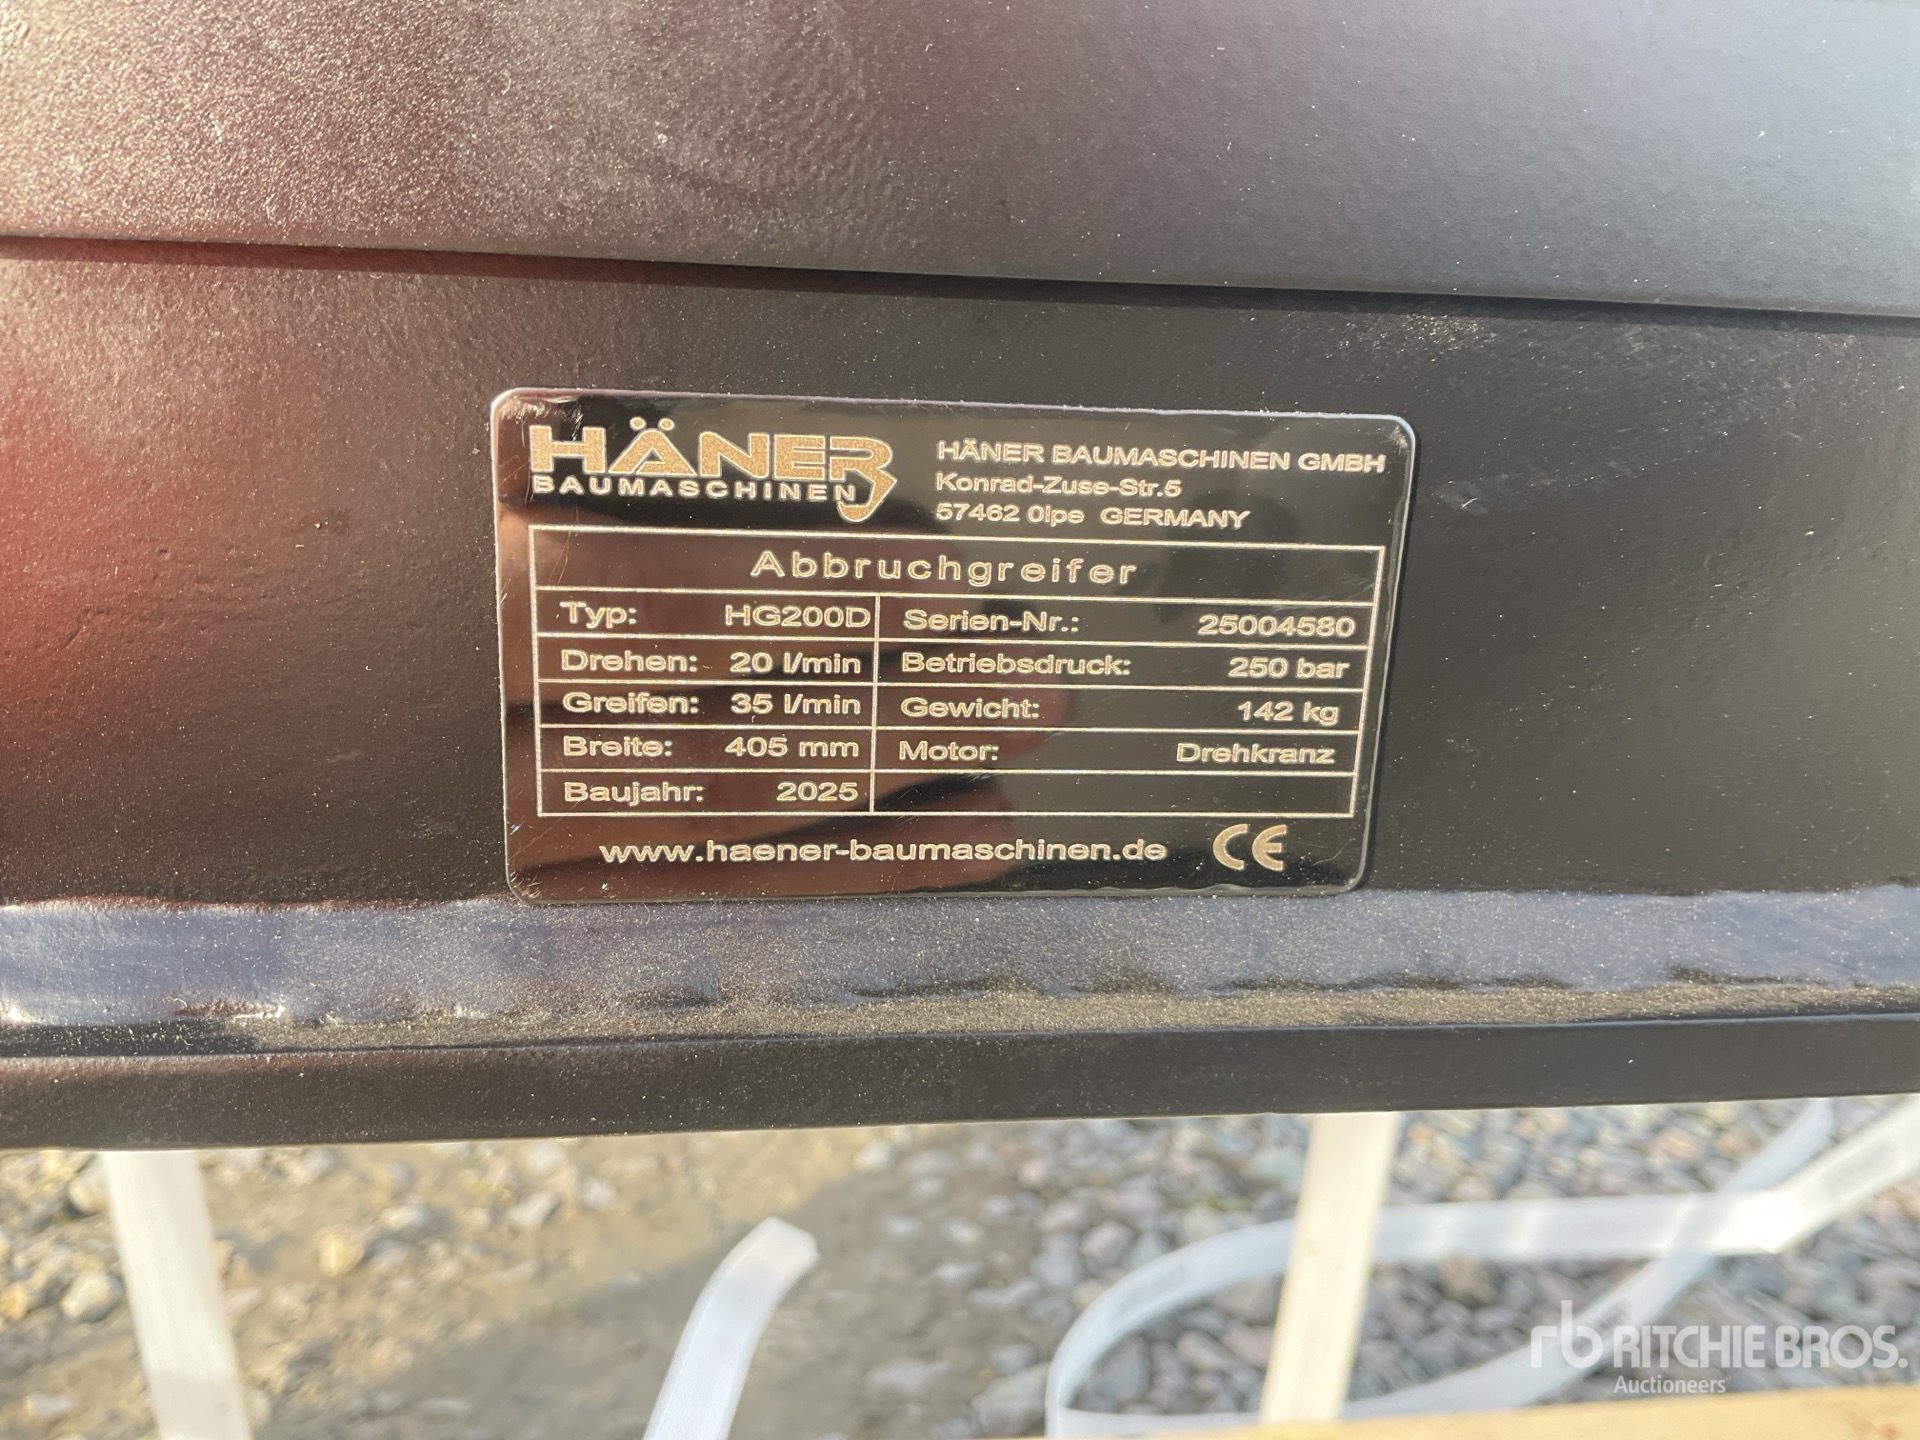 HÄNER
BAUMASCHINEN
HÄNER BAUMASCHINEN GMBH
Konrad-Zuse-Str.5
57462 Olpe GERMANY
Abbruchgreifer
Typ: HG200D Serien-Nr.: 25004580
Drehen: 20 l/min Betriebsdruck: 250 bar
Greifen: 35 l/min Gewicht: 142 kg
Breite: 405 mm Motor: Drehkranz
Baujahr: 2025
www.haener-baumaschinen.de CE
rb RITCHIE BROS.
Auctioneers